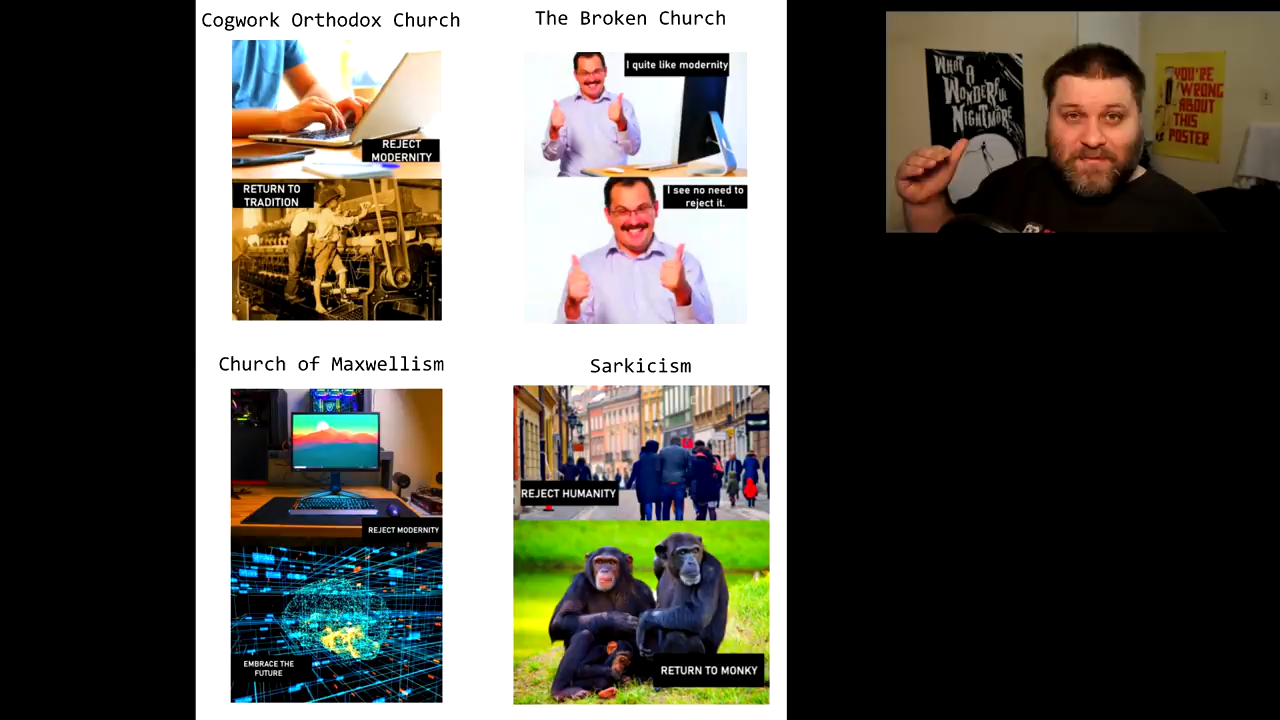 Cogwork Orthodox Church
REJECT
MODERNITY
RETURN TO
TRADITION
The Broken Church
I quite like modernity
I see no need to
reject it.
Church of Maxwellism
REJECT MODERNITY
EMBRACE THE
FUTURE
Sarkicism
REJECT HUMANITY
RETURN TO MONKY
WHAT
A
WONDERFUL
NIGHTMARE
YOU'RE
WRONG
ABOUT
THIS
POSTER